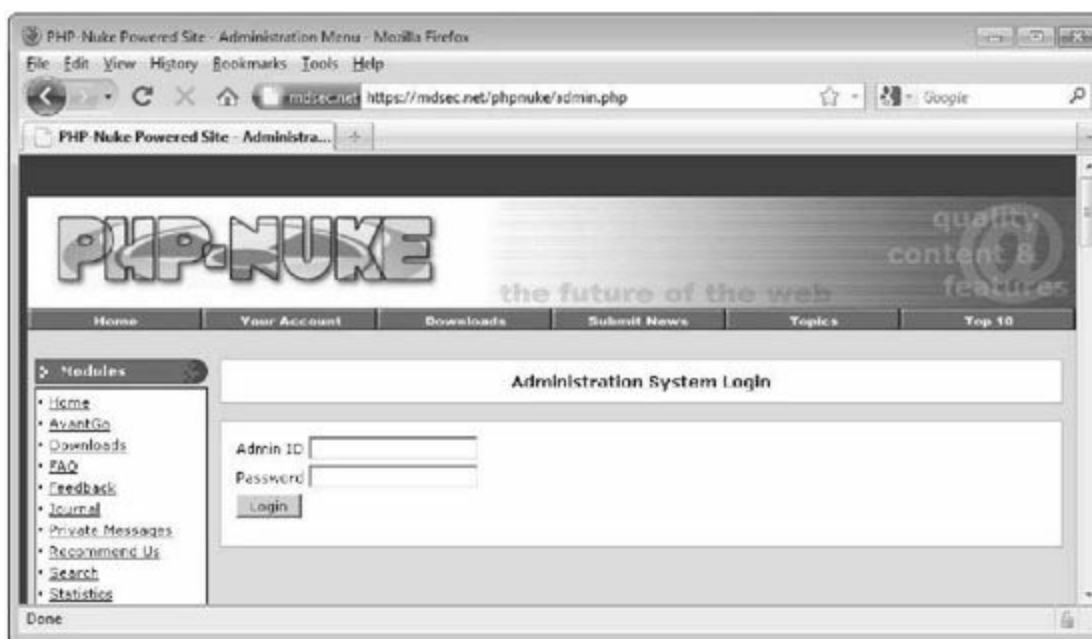 PHP-Nuke Powered Site - Administration Menu - Mozilla Firefox
File Edit View History Bookmarks Tools Help
mdsec.net https://mdsec.net/phpnuke/admin.php Google
PHP-Nuke Powered Site - Administra...
PHP-NUKE
quality
content &
features
the future of the web
Home Your Account Downloads Submit News Topics Top 10
Modules
Administration System Login
• Home
• AvantGo
• Downloads
• FAQ
• Feedback
• Journal
• Private Messages
• Recommend Us
• Search
• Statistics
Admin ID
Password
Login
Done